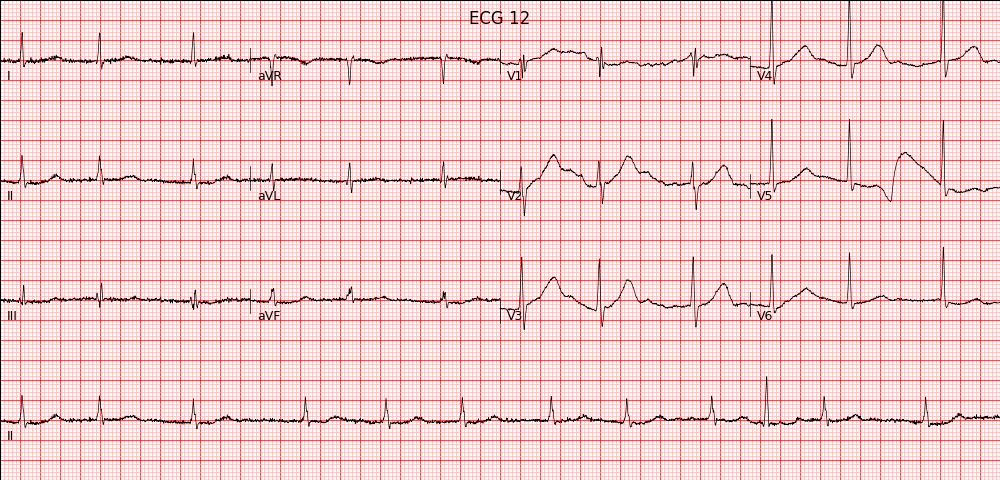 ECG 12
I aVR V1 V4
II aVL V2 V5
III aVF V3 V6
II